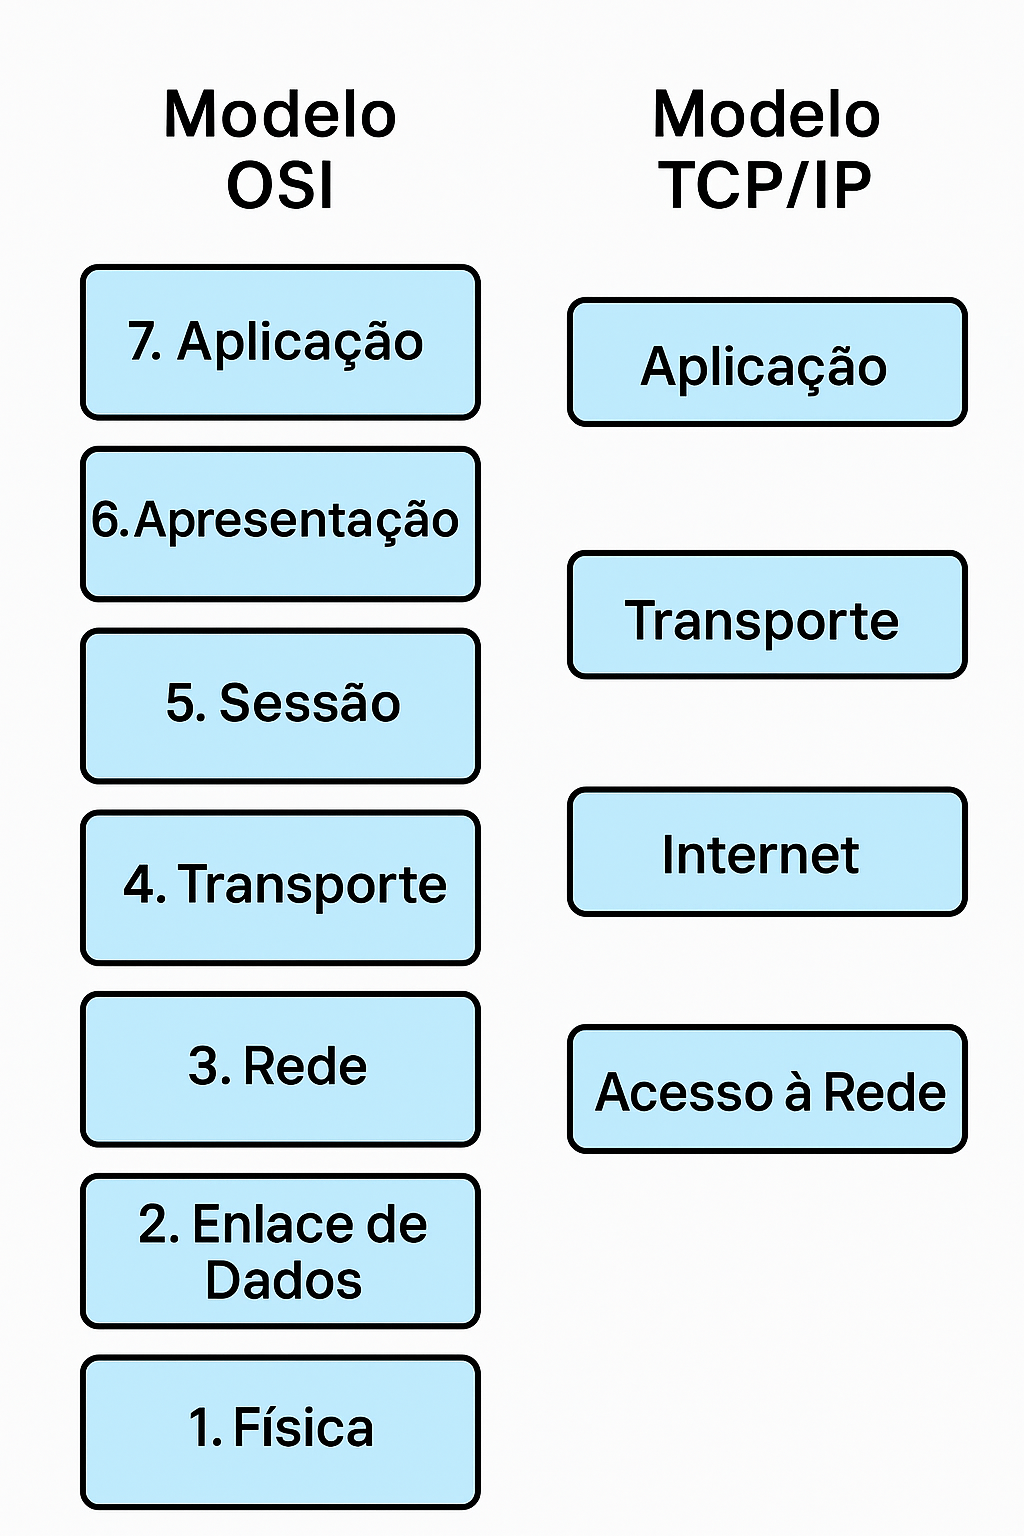 Modelo
OSI
7. Aplicação
6.Apresentação
5. Sessão
4. Transporte
3. Rede
2. Enlace de
Dados
1. Física
Modelo
TCP/IP
Aplicação
Transporte
Internet
Acesso à Rede